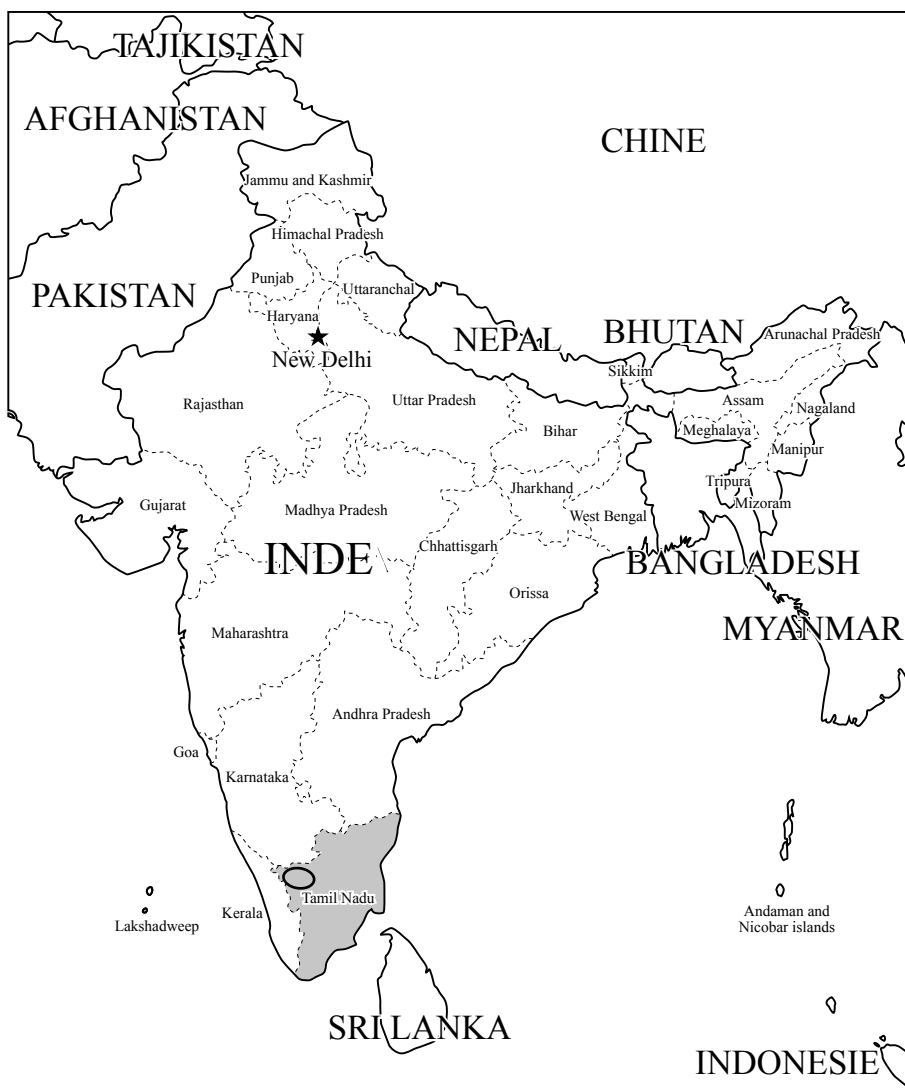 TAJIKISTAN
AFGHANISTAN
CHINE
Jammu and Kashmir
Himachal Pradesh
Punjab
Uttaranchal
PAKISTAN
Haryana
NEPAL
BHUTAN
Arunachal Pradesh
New Delhi
Sikkim
Rajasthan
Uttar Pradesh
Assam
Nagaland
Bihar
Meghalaya
Manipur
Tripura
Jharkhand
Mizoram
Gujarat
Madhya Pradesh
West Bengal
Chhattisgarh
INDE
BANGLADESH
Orissa
Maharashtra
MYANMAR
Andhra Pradesh
Goa
Karnataka
Tamil Nadu
Kerala
Lakshadweep
Andaman and
Nicobar islands
SRI LANKA
INDONESIE